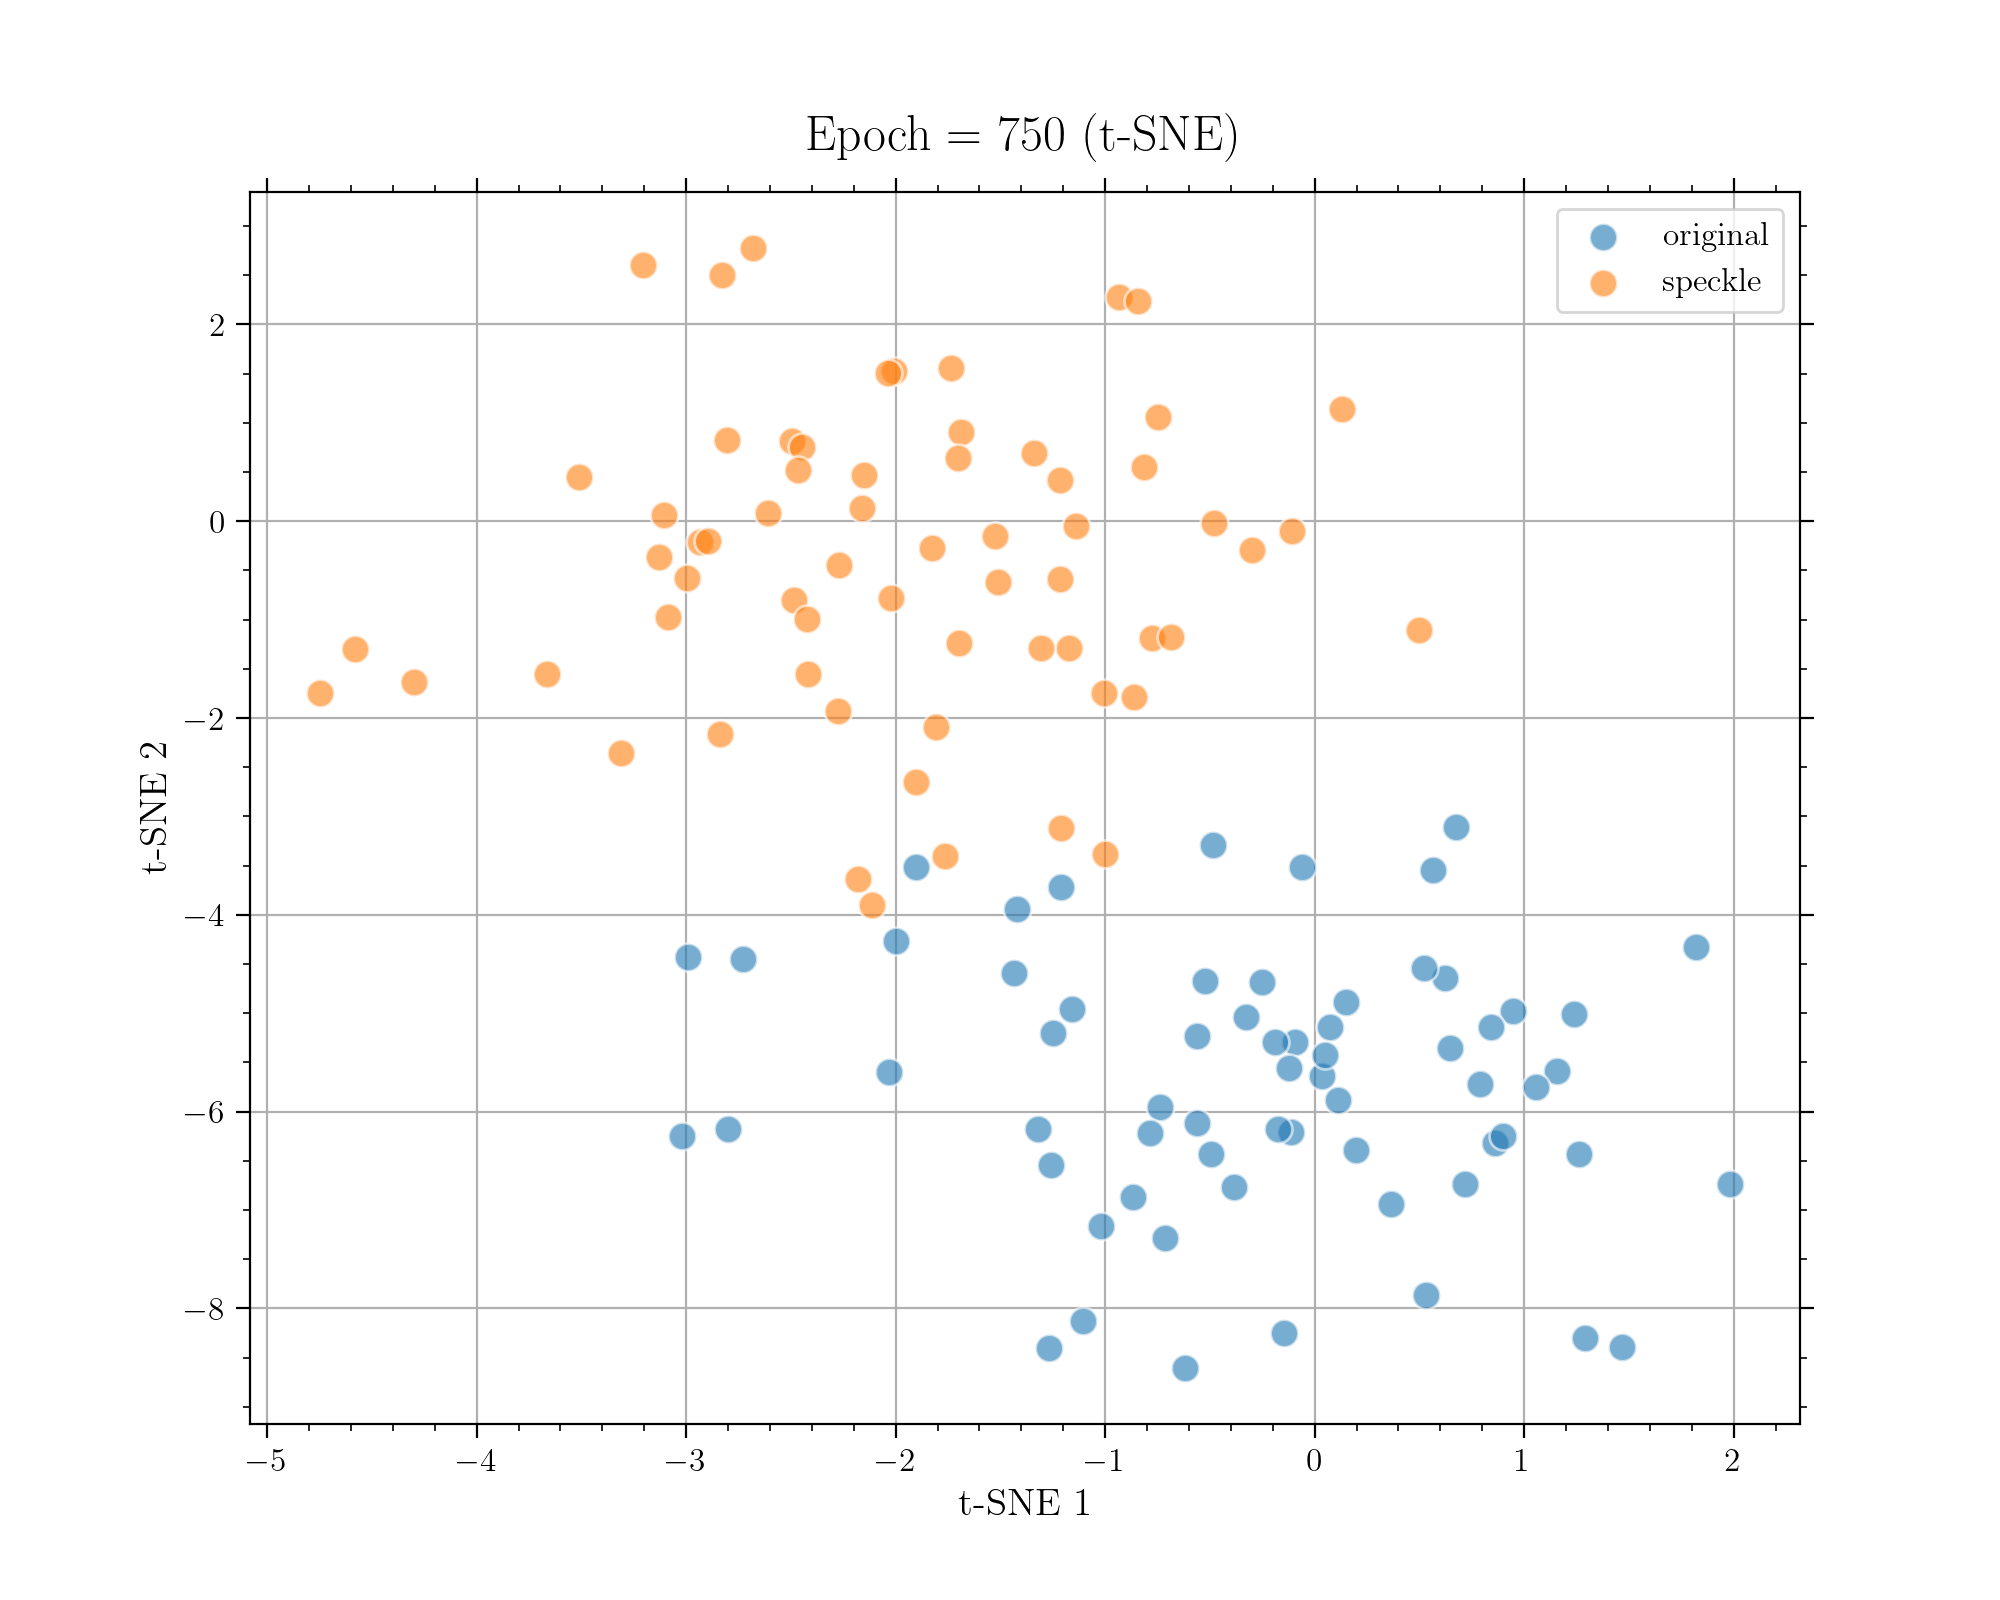 Epoch = 750 (t-SNE)
original
speckle
2
0
−2
−4
−6
−8
t-SNE 2
−5 −4 −3 −2 −1 0 1 2
t-SNE 1